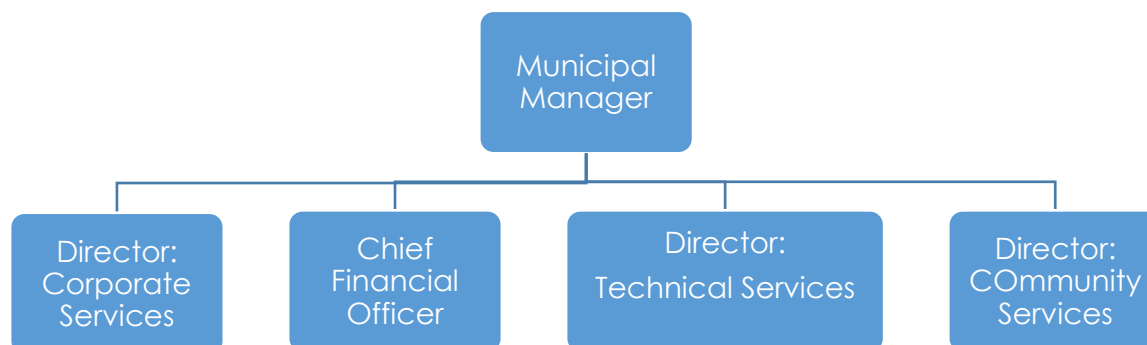 Municipal
Manager
Director:
Corporate
Services
Chief
Financial
Officer
Director:
Technical Services
Director:
COmmunity
Services